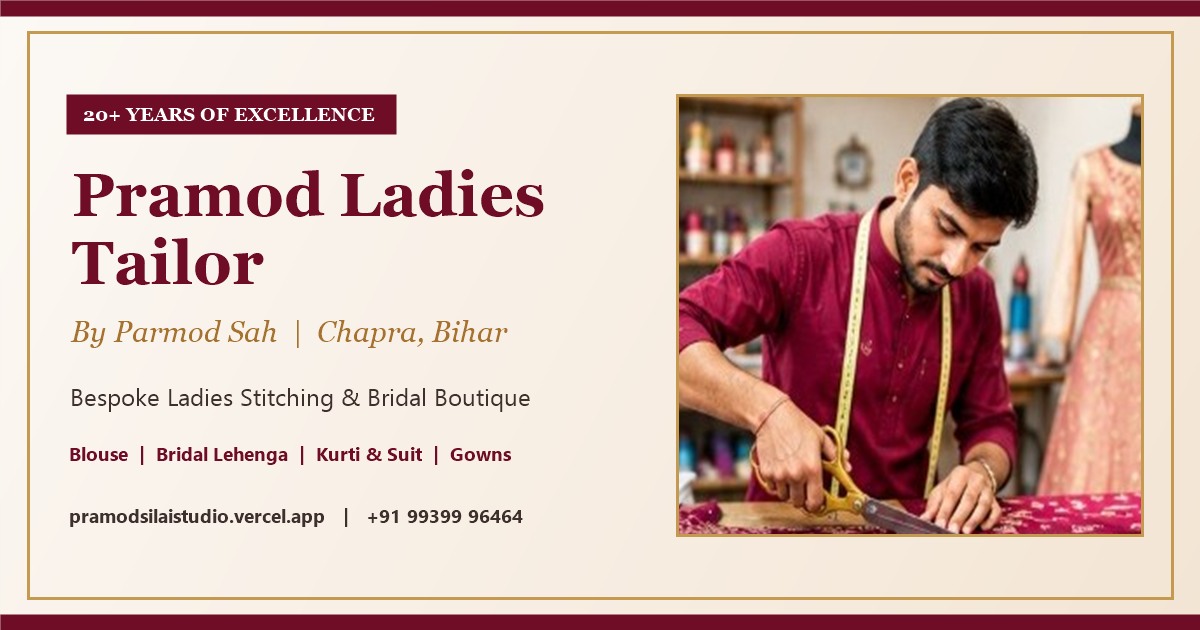 20+ YEARS OF EXCELLENCE
Pramod Ladies
Tailor
By Parmod Sah | Chapra, Bihar
Bespoke Ladies Stitching & Bridal Boutique
Blouse | Bridal Lehenga | Kurti & Suit | Gowns
pramodsilaistudio.vercel.app | +91 99399 96464